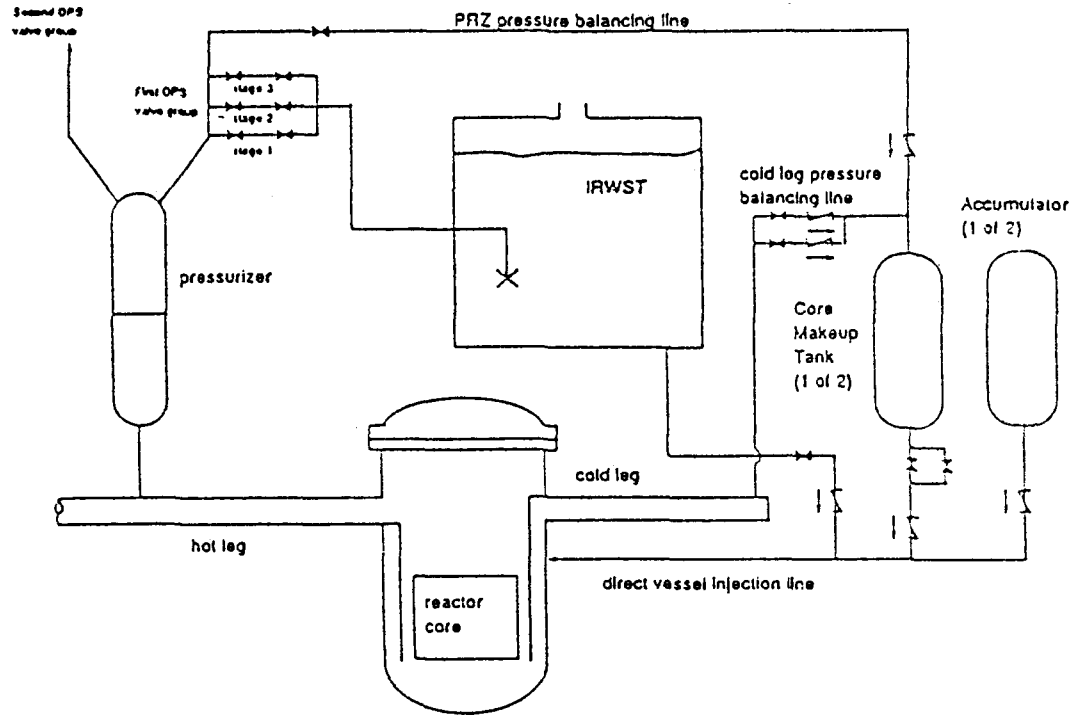 Second DPS
valve group
PRZ pressure balancing line
First DPS
valve group
stage 3
stage 2
stage 1
IRWST
cold leg pressure
balancing line
Accumulator
(1 of 2)
pressurizer
Core
Makeup
Tank
(1 of 2)
cold leg
hot leg
direct vessel injection line
reactor
core